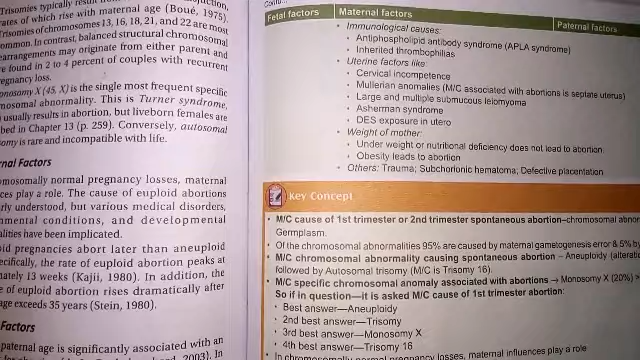 Trisomies typically result
rates of which rise with maternal age (Boué, 1975).
Trisomies of chromosomes 13, 16, 18, 21, and 22 are most
ommon. In contrast, balanced structural chromosomal
earrangements may originate from either parent and
e found in 2 to 4 percent of couples with recurrent
egnancy loss.
onosomy X (45, X) is the single most frequent specific
mosomal abnormality. This is Turner syndrome,
usually results in abortion, but liveborn females are
bed in Chapter 13 (p. 259). Conversely, autosomal
omy is rare and incompatible with life.
rnal Factors
omosomally normal pregnancy losses, maternal
ces play a role. The cause of euploid abortions
rly understood, but various medical disorders,
nmental conditions, and developmental
alities have been implicated.
oid pregnancies abort later than aneuploid
ecifically, the rate of euploid abortion peaks at
mately 13 weeks (Kajii, 1980). In addition, the
e of euploid abortion rises dramatically after
age exceeds 35 years (Stein, 1980).
Factors
paternal age is significantly associated with an
2003). In
Contd...
Fetal factors Maternal factors Paternal factors
• Immunological causes:
• Antiphospholipid antibody syndrome (APLA syndrome)
• Inherited thrombophilias
• Uterine factors like:
• Cervical incompetence
• Mullerian anomalies (M/C associated with abortions is septate uterus)
• Large and multiple submucous leiomyoma
• Asherman syndrome
• DES exposure in utero
• Weight of mother:
• Under weight or nutritional deficiency does not lead to abortion.
• Obesity leads to abortion
• Others: Trauma; Subchorionic hematoma; Defective placentation
Key Concept
• M/C cause of 1st trimester or 2nd trimester spontaneous abortion–chromosomal abnor
Germplasm.
• Of the chromosomal abnormalities 95% are caused by maternal gametogenesis error & 5% by
• M/C chromosomal abnormality causing spontaneous abortion – Aneuploidy (alteratio
followed by Autosomal trisomy (M/C is Trisomy 16).
• M/C specific chromosomal anomaly associated with abortions → Monosomy X (20%) >
So if in question—it is asked M/C cause of 1st trimester abortion:
• Best answer—Aneuploidy
• 2nd best answer—Trisomy
• 3rd best answer—Monosomy X
• 4th best answer—Trisomy 16
• In chromosomally normal pregnancy losses, maternal influences play a role